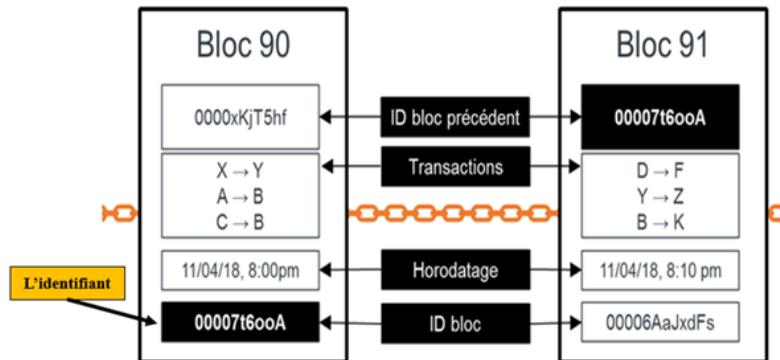 Bloc 90
Bloc 91
0000xKjT5hf
ID bloc précédent
00007t6ooA
X → Y
A → B
C → B
Transactions
D → F
Y → Z
B → K
11/04/18, 8:00pm
Horodatage
11/04/18, 8:10 pm
L'identifiant
00007t6ooA
ID bloc
00006AaJxdFs